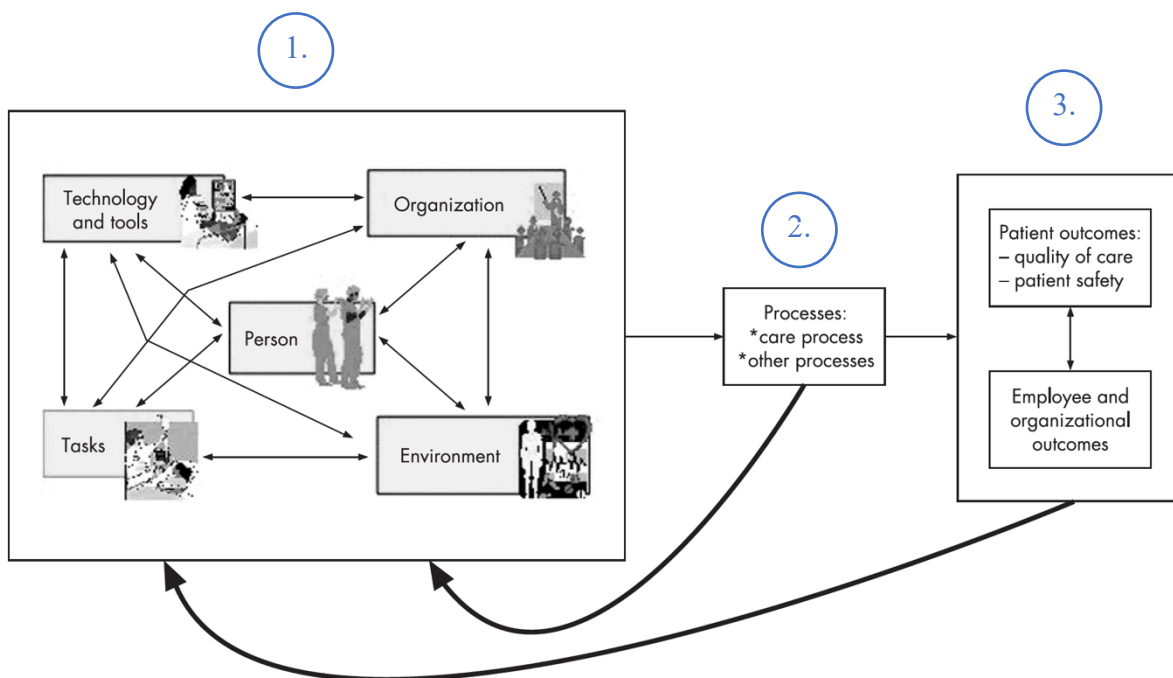 1.
Technology
and tools
Organization
Person
Tasks
Environment
2.
Processes:
*care process
*other processes
3.
Patient outcomes:
– quality of care
– patient safety
Employee and
organizational
outcomes